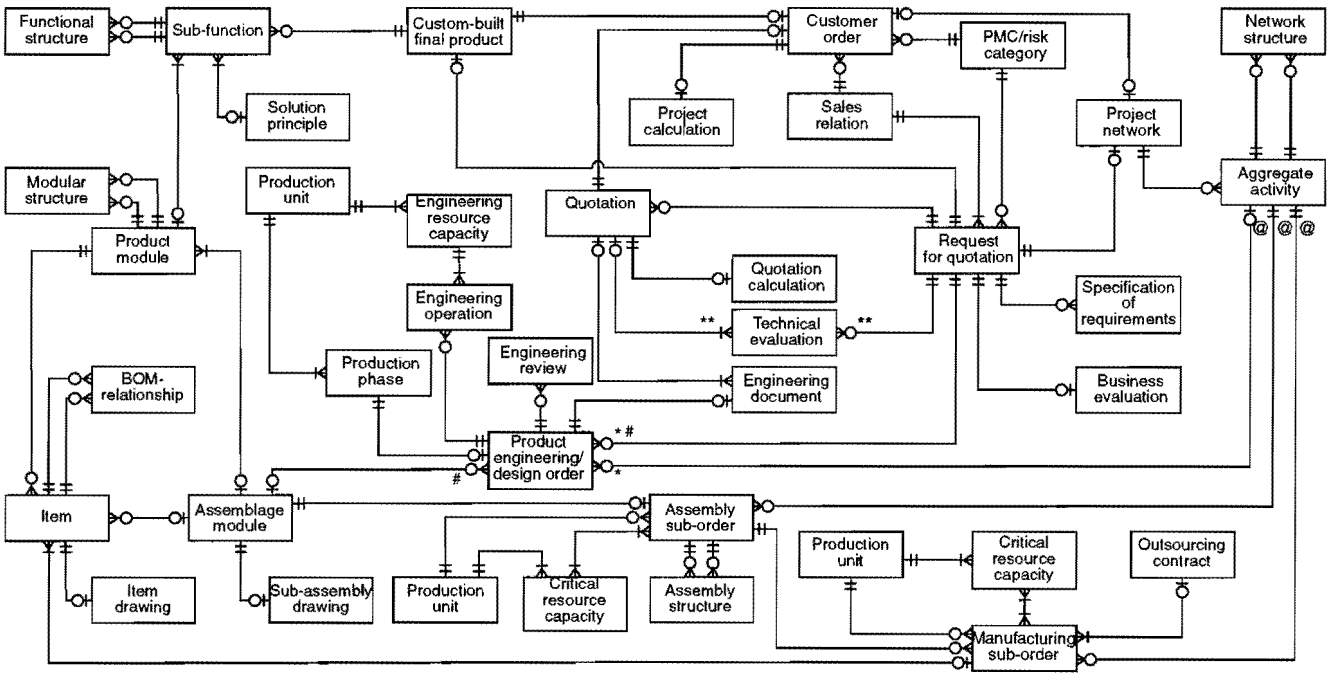 Functional
structure
Sub-function
Custom-built
final product
Customer
order
PMC/risk
category
Network
structure
Solution
principle
Project
calculation
Sales
relation
Project
network
Modular
structure
Production
unit
Engineering
resource
capacity
Quotation
Aggregate
activity
@ @ @
Product
module
Request
for quotation
Engineering
operation
Quotation
calculation
Specification
of
requirements
** Technical
evaluation **
Production
phase
Engineering
review
BOM-
relationship
Engineering
document
Business
evaluation
Product
engineering/
design order
* #
*
#
Item
Assemblage
module
Assembly
sub-order
Production
unit
Critical
resource
capacity
Outsourcing
contract
Item
drawing
Sub-assembly
drawing
Production
unit
Critical
resource
capacity
Assembly
structure
Manufacturing
sub-order